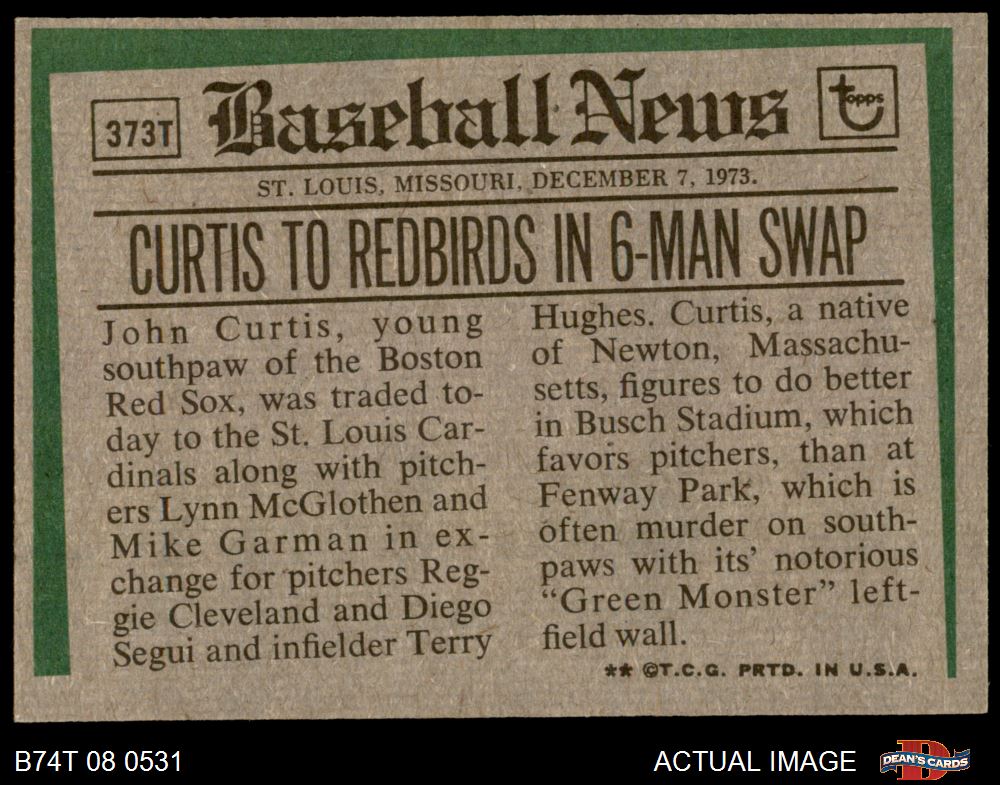 373T
Baseball News
topps
ST. LOUIS, MISSOURI, DECEMBER 7, 1973.
CURTIS TO REDBIRDS IN 6-MAN SWAP
John Curtis, young
southpaw of the Boston
Red Sox, was traded to-
day to the St. Louis Car-
dinals along with pitch-
ers Lynn McGlothen and
Mike Garman in ex-
change for pitchers Reg-
gie Cleveland and Diego
Segui and infielder Terry
Hughes. Curtis, a native
of Newton, Massachu-
setts, figures to do better
in Busch Stadium, which
favors pitchers, than at
Fenway Park, which is
often murder on south-
paws with its’ notorious
“Green Monster” left-
field wall.
** ©T.C.G. PRTD. IN U.S.A.
B74T 08 0531
ACTUAL IMAGE
D
DEAN'S CARDS